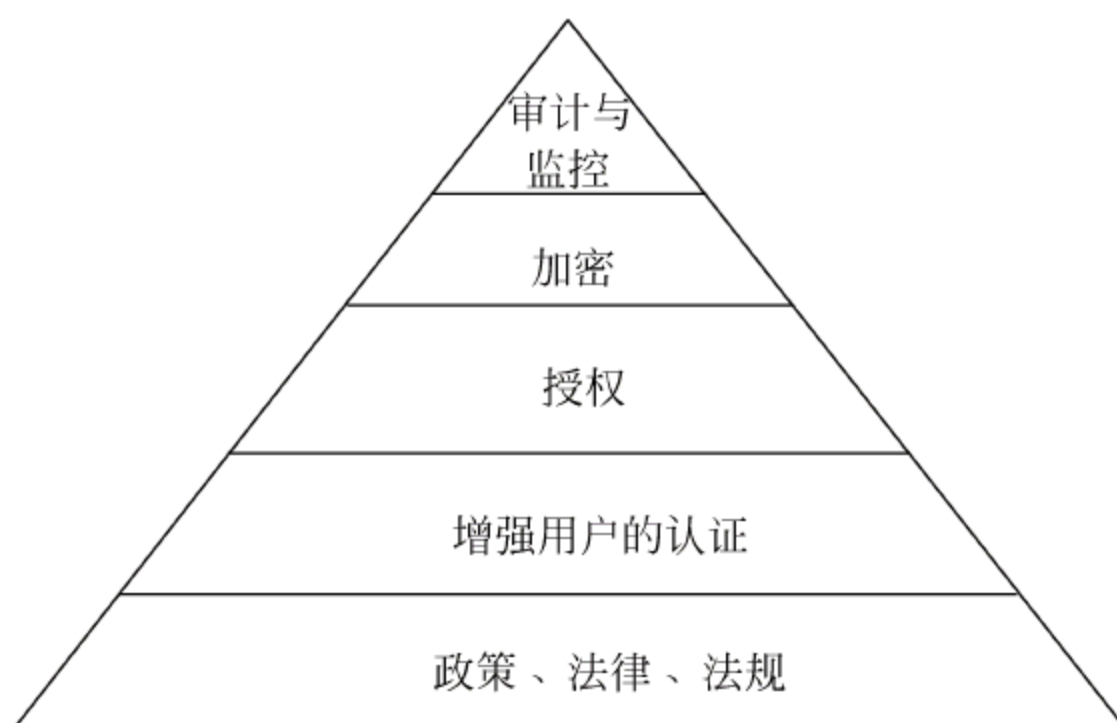 审计与
监控
加密
授权
增强用户的认证
政策、法律、法规